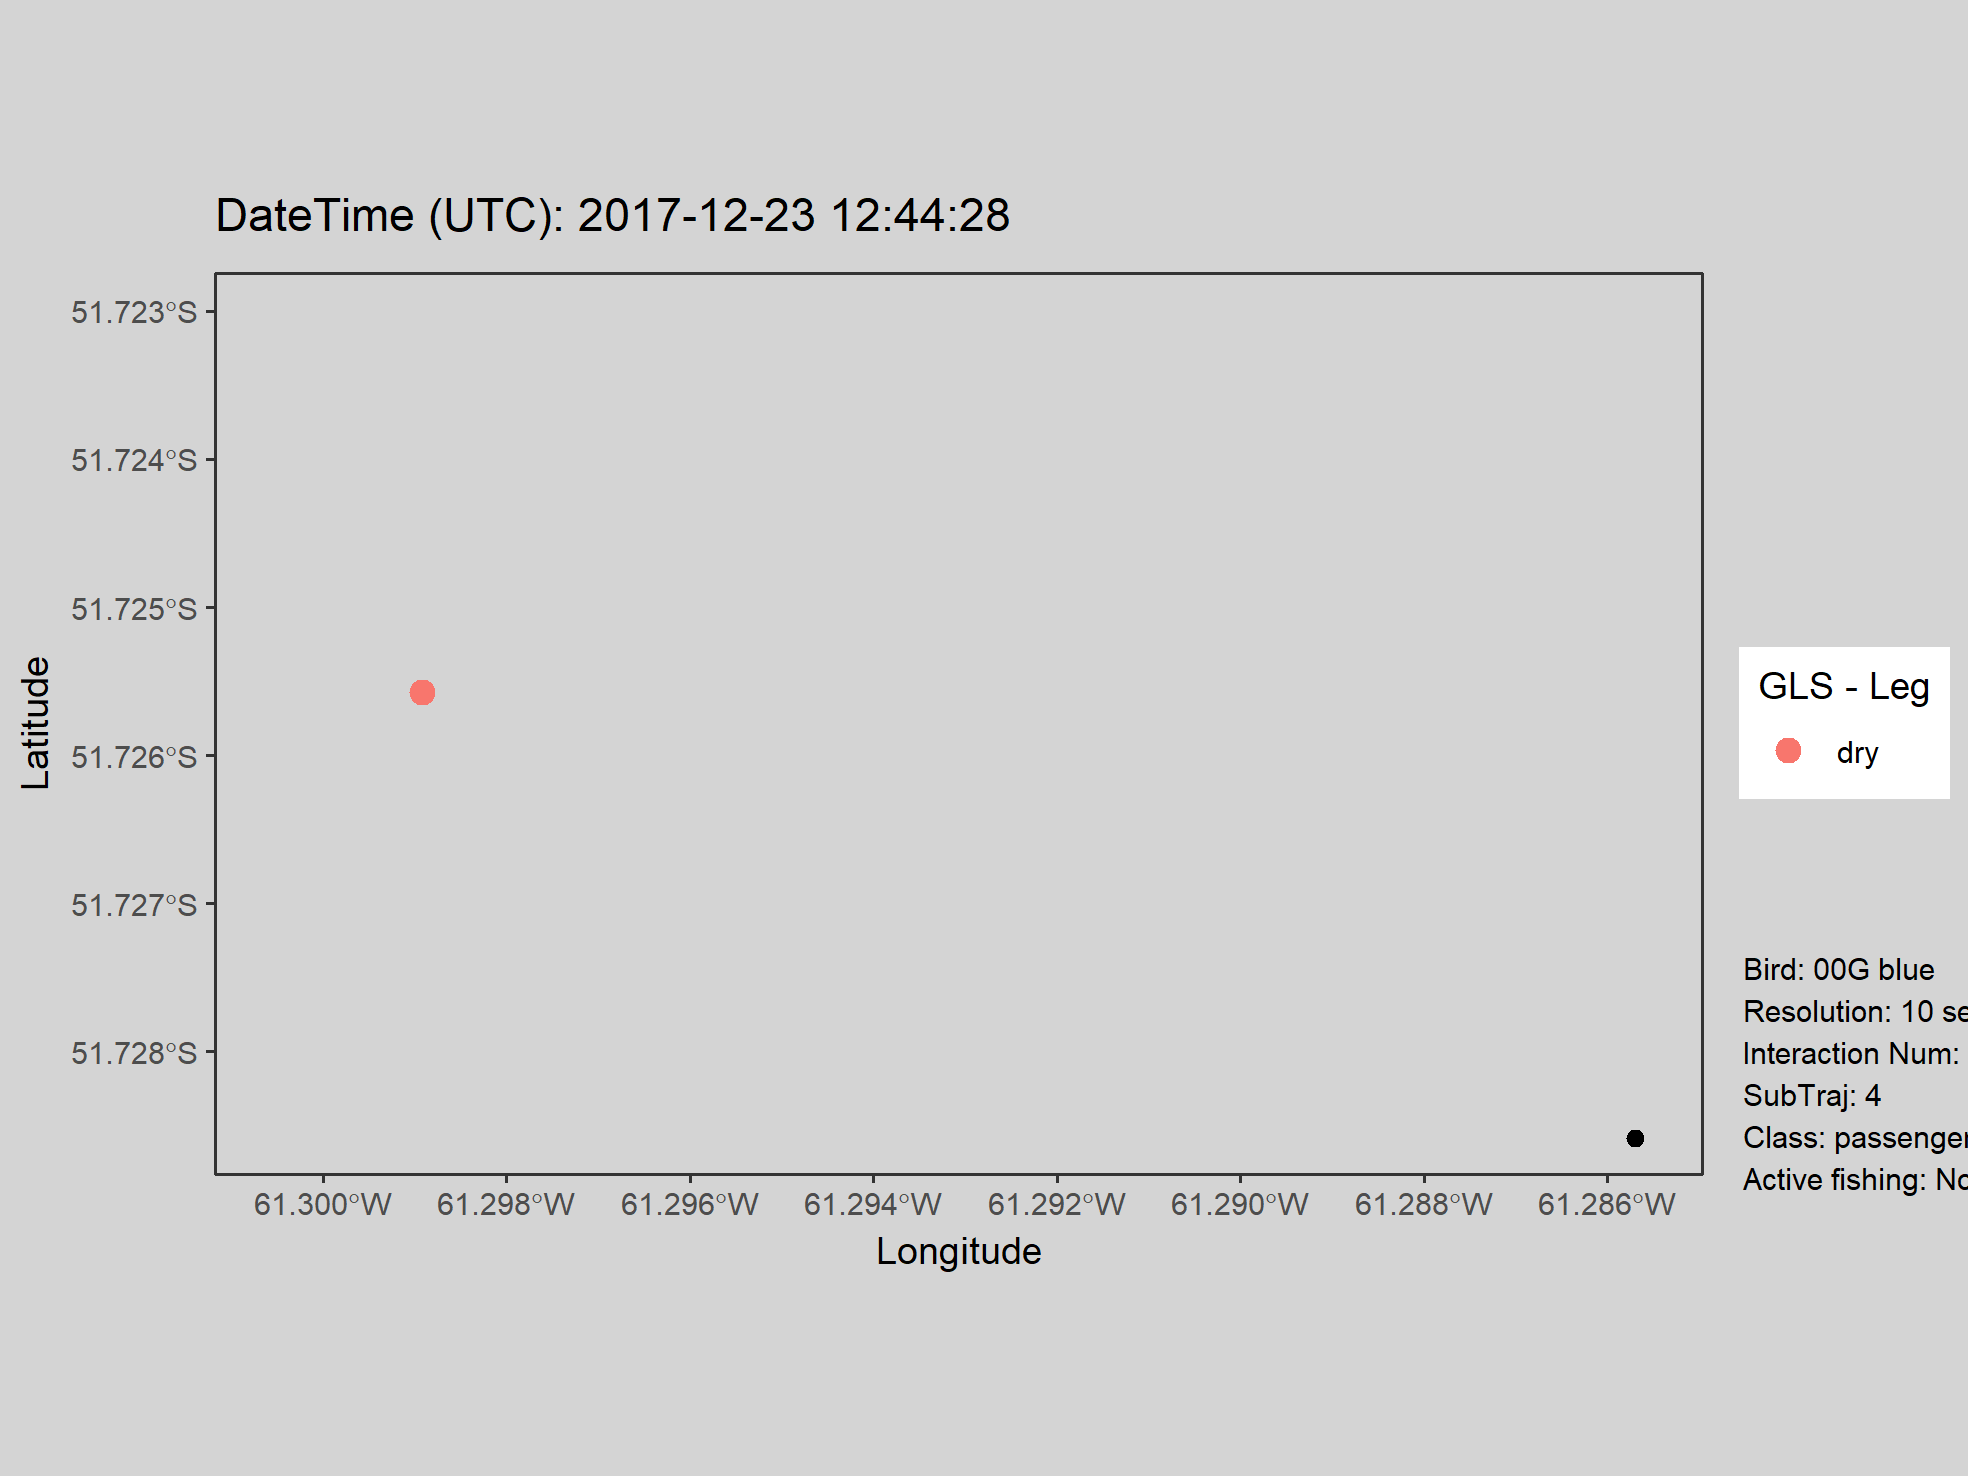 DateTime (UTC): 2017-12-23 12:44:28
51.723°S
51.724°S
51.725°S
51.726°S
51.727°S
51.728°S
Latitude
61.300°W 61.298°W 61.296°W 61.294°W 61.292°W 61.290°W 61.288°W 61.286°W
Longitude
GLS - Leg
dry
Bird: 00G blue
Resolution: 10
Interaction Num:
SubTraj: 4
Class: passenger
Active fishing: No